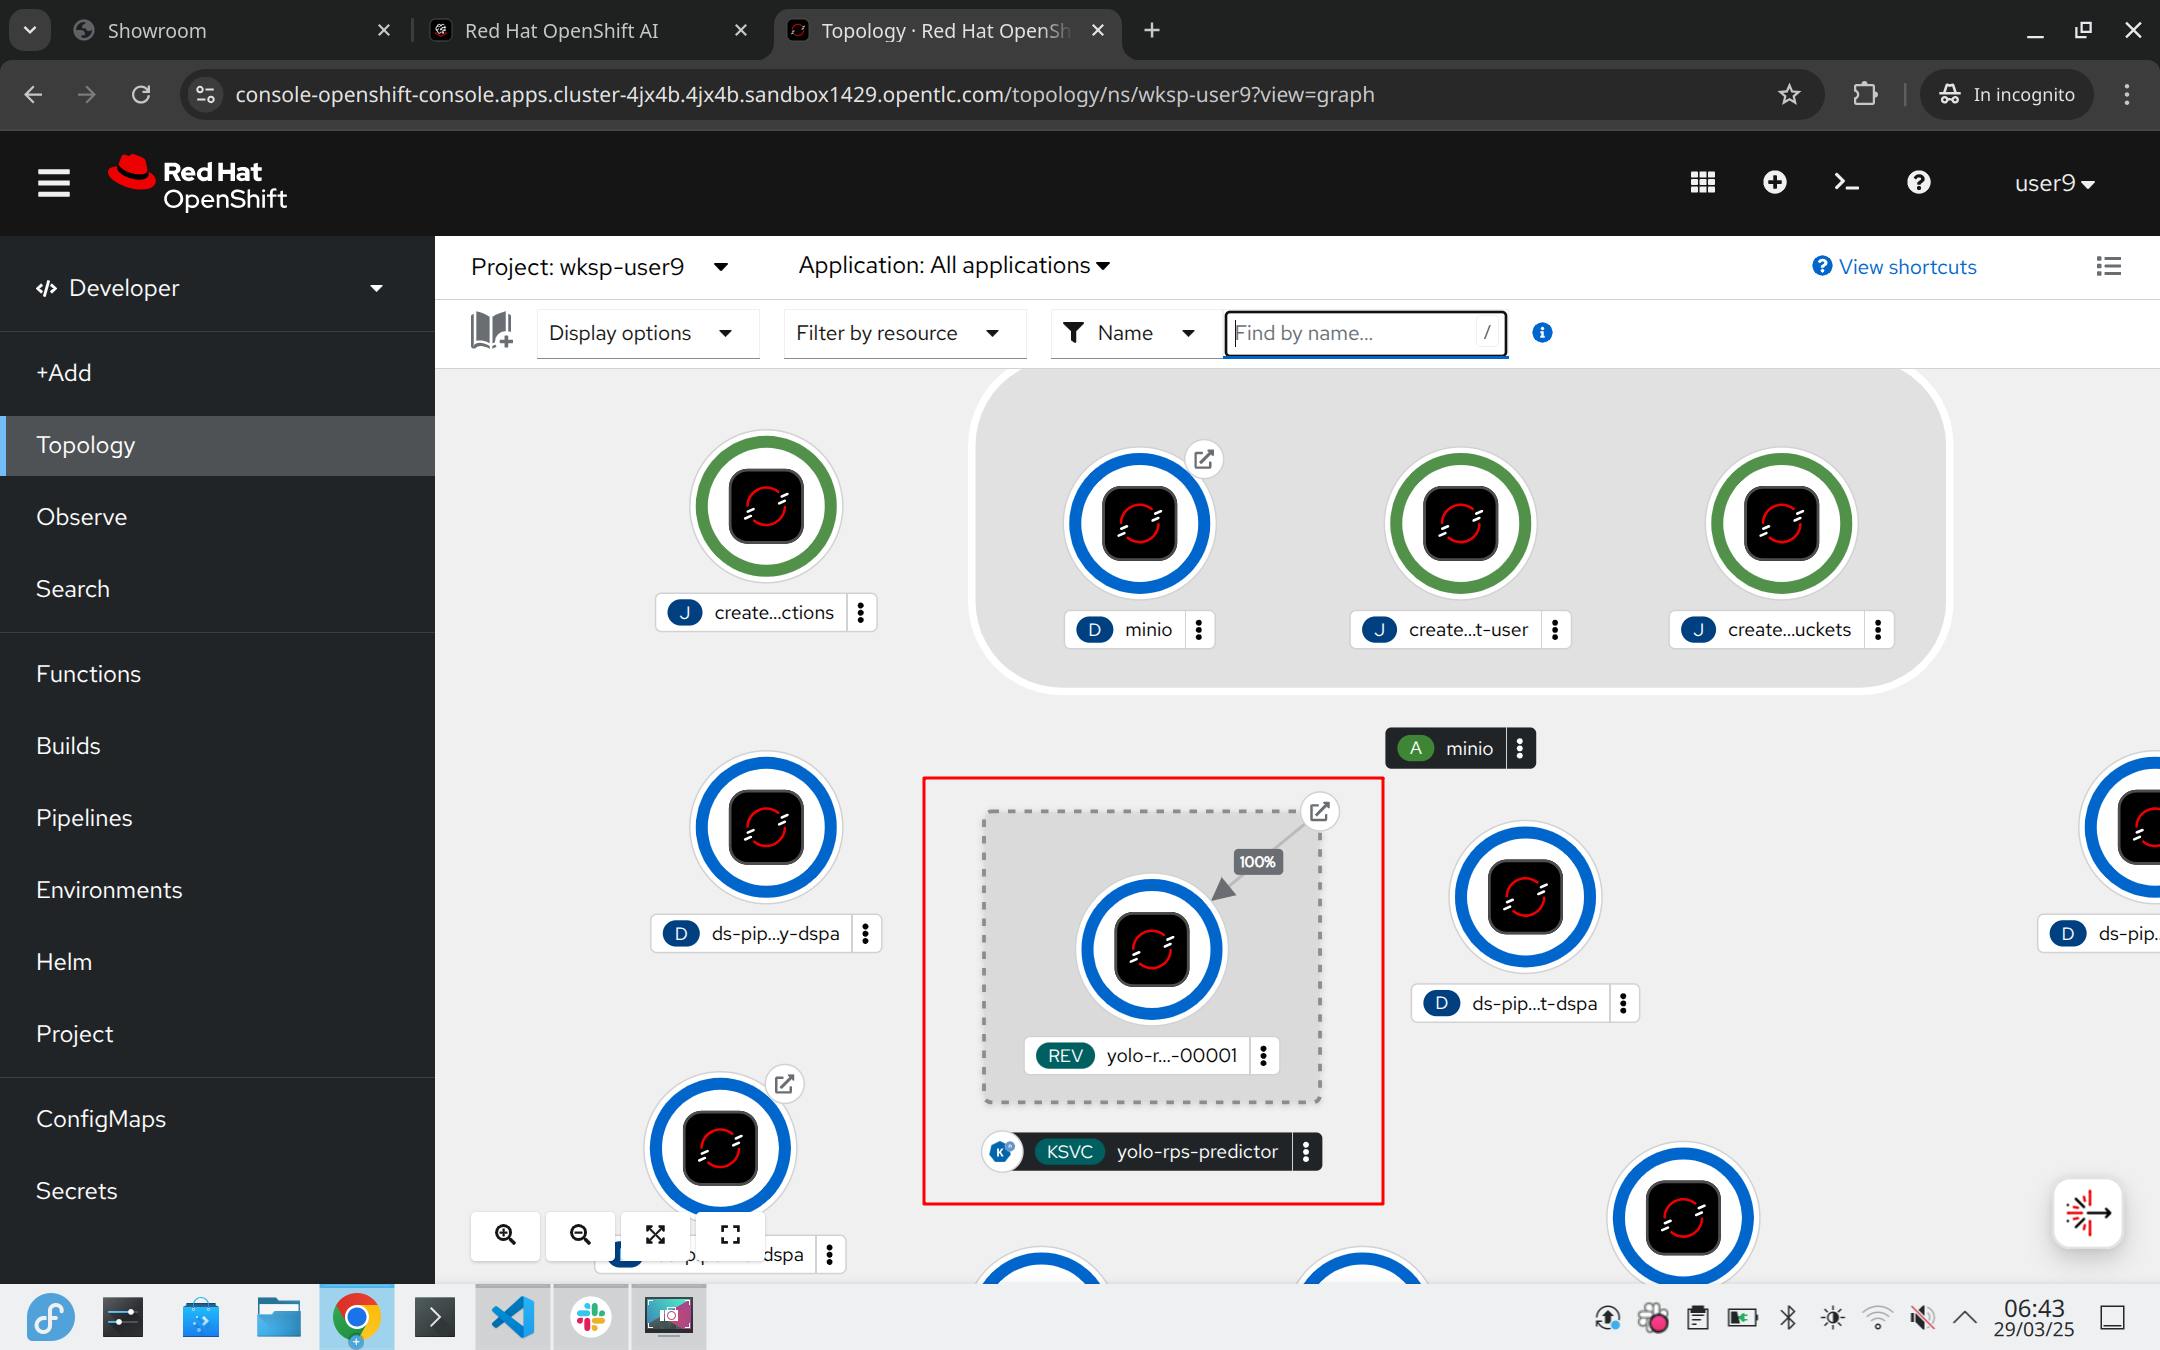 Showroom
Red Hat OpenShift AI
Topology · Red Hat OpenSh
console-openshift-console.apps.cluster-4jx4b.4jx4b.sandbox1429.opentlc.com/topology/ns/wksp-user9?view=graph
In incognito
Red Hat
OpenShift
user9
Developer
+Add
Topology
Observe
Search
Functions
Builds
Pipelines
Environments
Helm
Project
ConfigMaps
Secrets
Project: wksp-user9
Application: All applications
View shortcuts
Display options
Filter by resource
Name
Find by name...
/
J create...ctions
D minio
J create...t-user
J create...uckets
A minio
D ds-pip...y-dspa
100%
REV yolo-r...-00001
KSVC yolo-rps-predictor
D ds-pip...t-dspa
D ds-pip..
dspa
06:43
29/03/25